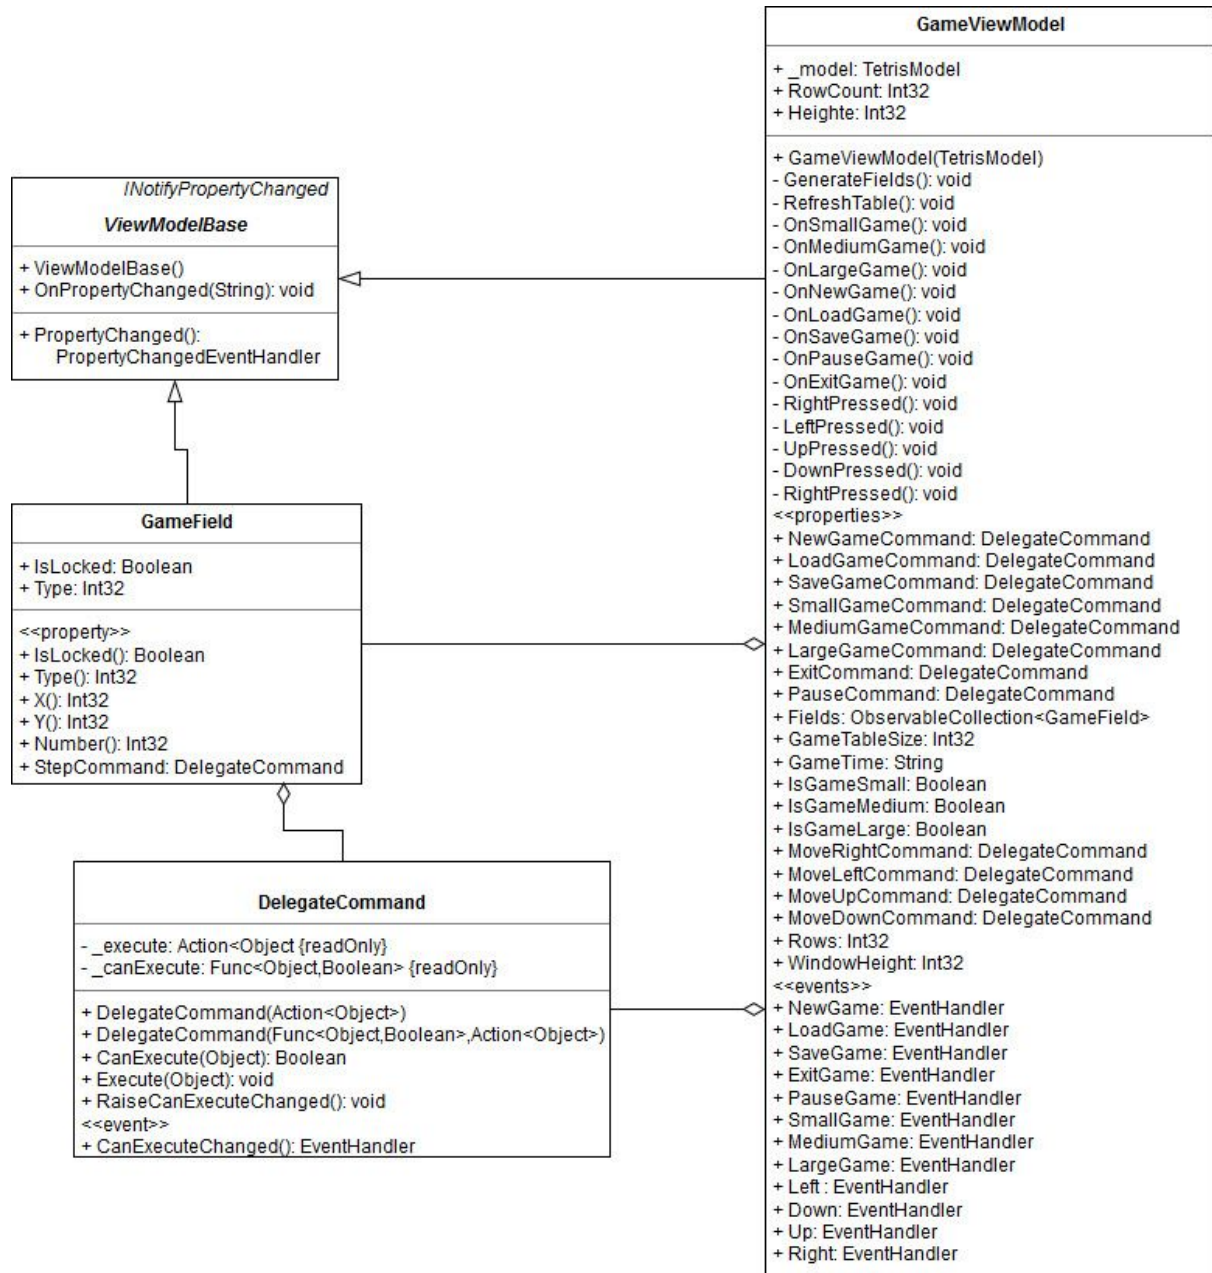 GameViewModel
+ _model: TetrisModel
+ RowCount: Int32
+ Heighte: Int32
+ GameViewModel(TetrisModel)
- GenerateFields(): void
- RefreshTable(): void
- OnSmallGame(): void
- OnMediumGame(): void
- OnLargeGame(): void
- OnNewGame(): void
- OnLoadGame(): void
- OnSaveGame(): void
- OnPauseGame(): void
- OnExitGame(): void
- RightPressed(): void
- LeftPressed(): void
- UpPressed(): void
- DownPressed(): void
- RightPressed(): void
<<properties>>
+ NewGameCommand: DelegateCommand
+ LoadGameCommand: DelegateCommand
+ SaveGameCommand: DelegateCommand
+ SmallGameCommand: DelegateCommand
+ MediumGameCommand: DelegateCommand
+ LargeGameCommand: DelegateCommand
+ ExitCommand: DelegateCommand
+ PauseCommand: DelegateCommand
+ Fields: ObservableCollection<GameField>
+ GameTableSize: Int32
+ GameTime: String
+ IsGameSmall: Boolean
+ IsGameMedium: Boolean
+ IsGameLarge: Boolean
+ MoveRightCommand: DelegateCommand
+ MoveLeftCommand: DelegateCommand
+ MoveUpCommand: DelegateCommand
+ MoveDownCommand: DelegateCommand
+ Rows: Int32
+ WindowHeight: Int32
<<events>>
+ NewGame: EventHandler
+ LoadGame: EventHandler
+ SaveGame: EventHandler
+ ExitGame: EventHandler
+ PauseGame: EventHandler
+ SmallGame: EventHandler
+ MediumGame: EventHandler
+ LargeGame: EventHandler
+ Left : EventHandler
+ Down: EventHandler
+ Up: EventHandler
+ Right: EventHandler
INotifyPropertyChanged
ViewModelBase
+ ViewModelBase()
+ OnPropertyChanged(String): void
+ PropertyChanged():
PropertyChangedEventHandler
GameField
+ IsLocked: Boolean
+ Type: Int32
<<property>>
+ IsLocked(): Boolean
+ Type(): Int32
+ X(): Int32
+ Y(): Int32
+ Number(): Int32
+ StepCommand: DelegateCommand
DelegateCommand
- _execute: Action<Object {readOnly}
- _canExecute: Func<Object,Boolean> {readOnly}
+ DelegateCommand(Action<Object>)
+ DelegateCommand(Func<Object,Boolean>,Action<Object>)
+ CanExecute(Object): Boolean
+ Execute(Object): void
+ RaiseCanExecuteChanged(): void
<<event>>
+ CanExecuteChanged(): EventHandler